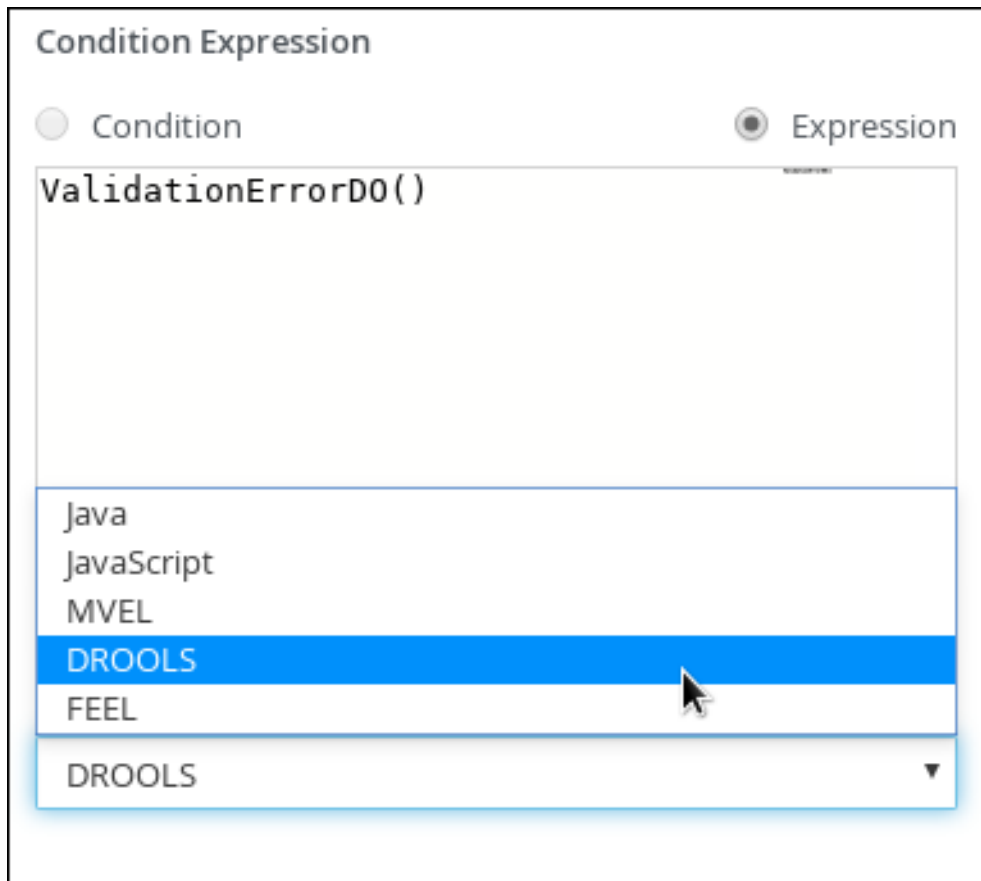 Condition Expression
Condition Expression
ValidationErrorDO()
Java
JavaScript
MVEL
DROOLS
FEEL
DROOLS